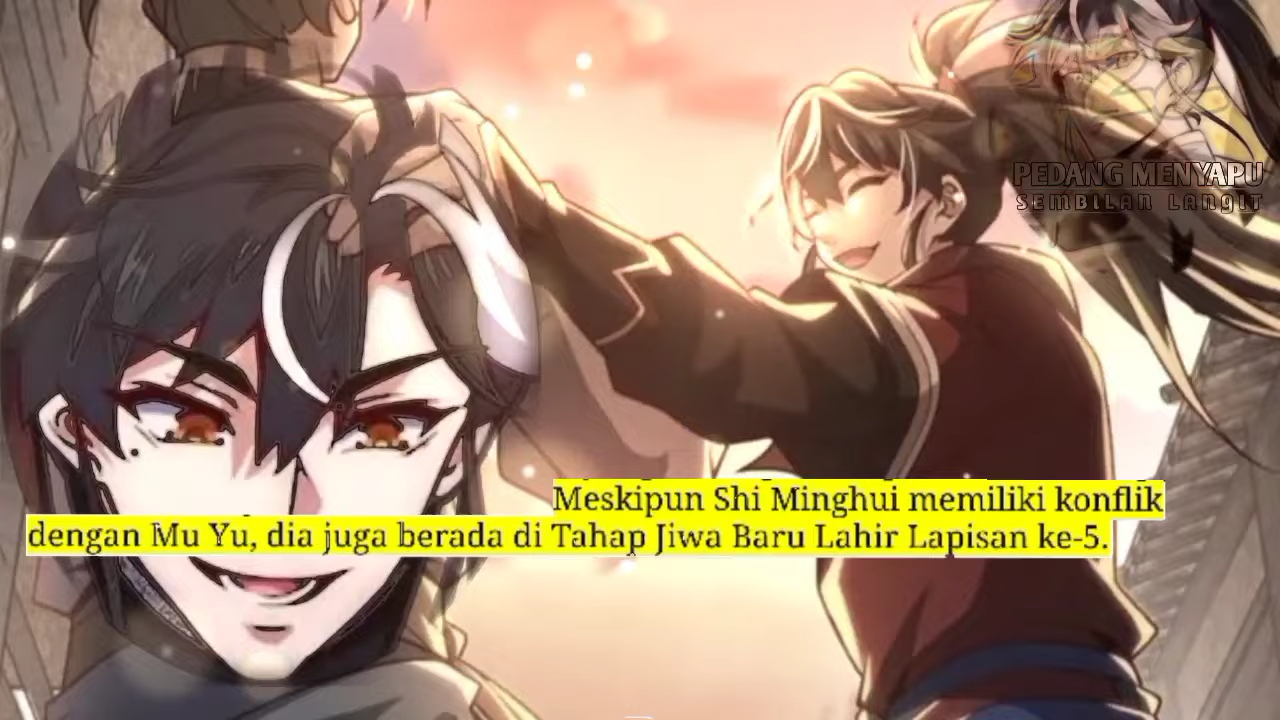 PEDANG MENYAPU
SEMBILAN LANGIT
Meskipun Shi Minghui memiliki konflik
dengan Mu Yu, dia juga berada di Tahap Jiwa Baru Lahir Lapisan ke-5.